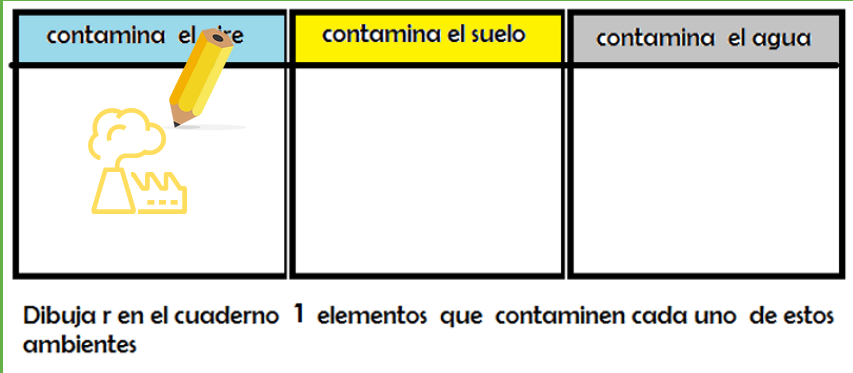 contamina el aire
contamina el suelo
contamina el agua
Dibuja r en el cuaderno 1 elementos que contaminen cada uno de estos
ambientes